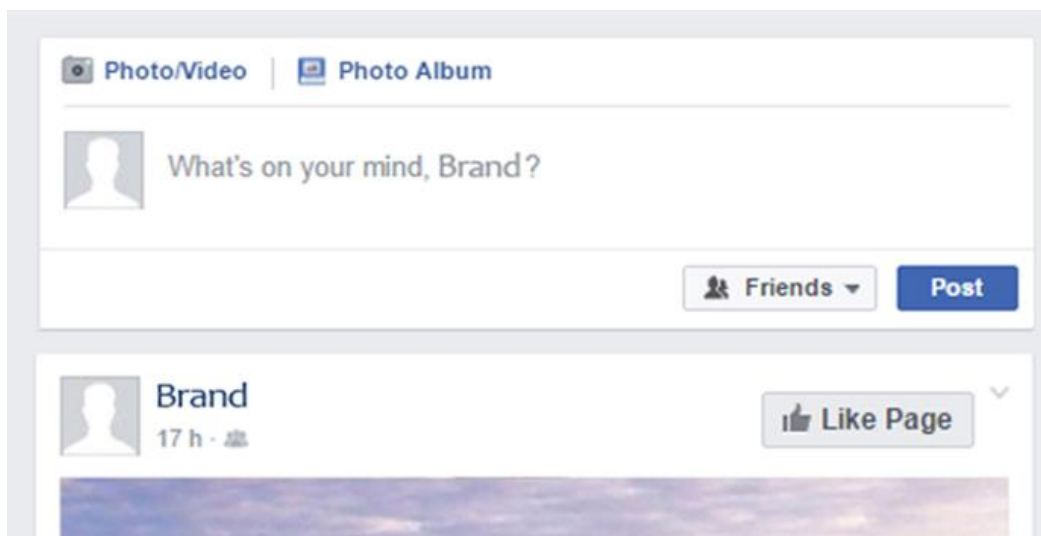 Photo/Video Photo Album
What's on your mind, Brand?
Friends Post
Brand
17 h ·
Like Page